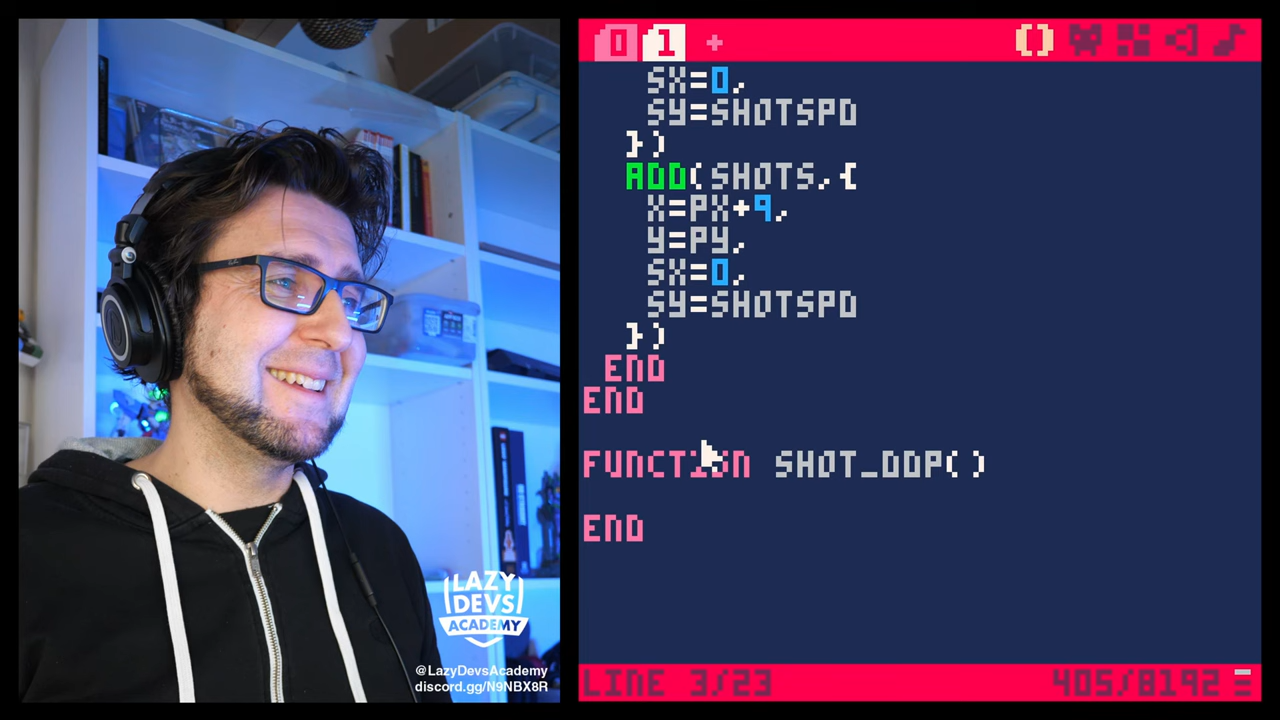 0 1 +
SX=0,
SY=SHOTSPD
})
ADD(SHOTS,{
X=PX+9,
Y=PY,
SX=0,
SY=SHOTSPD
})
END
END
FUNCTION SHOT_DDP()
END
LINE 3/23
405/8192
LAZY
DEVS
ACADEMY
@LazyDevsAcademy
discord.gg/N9NBX8R